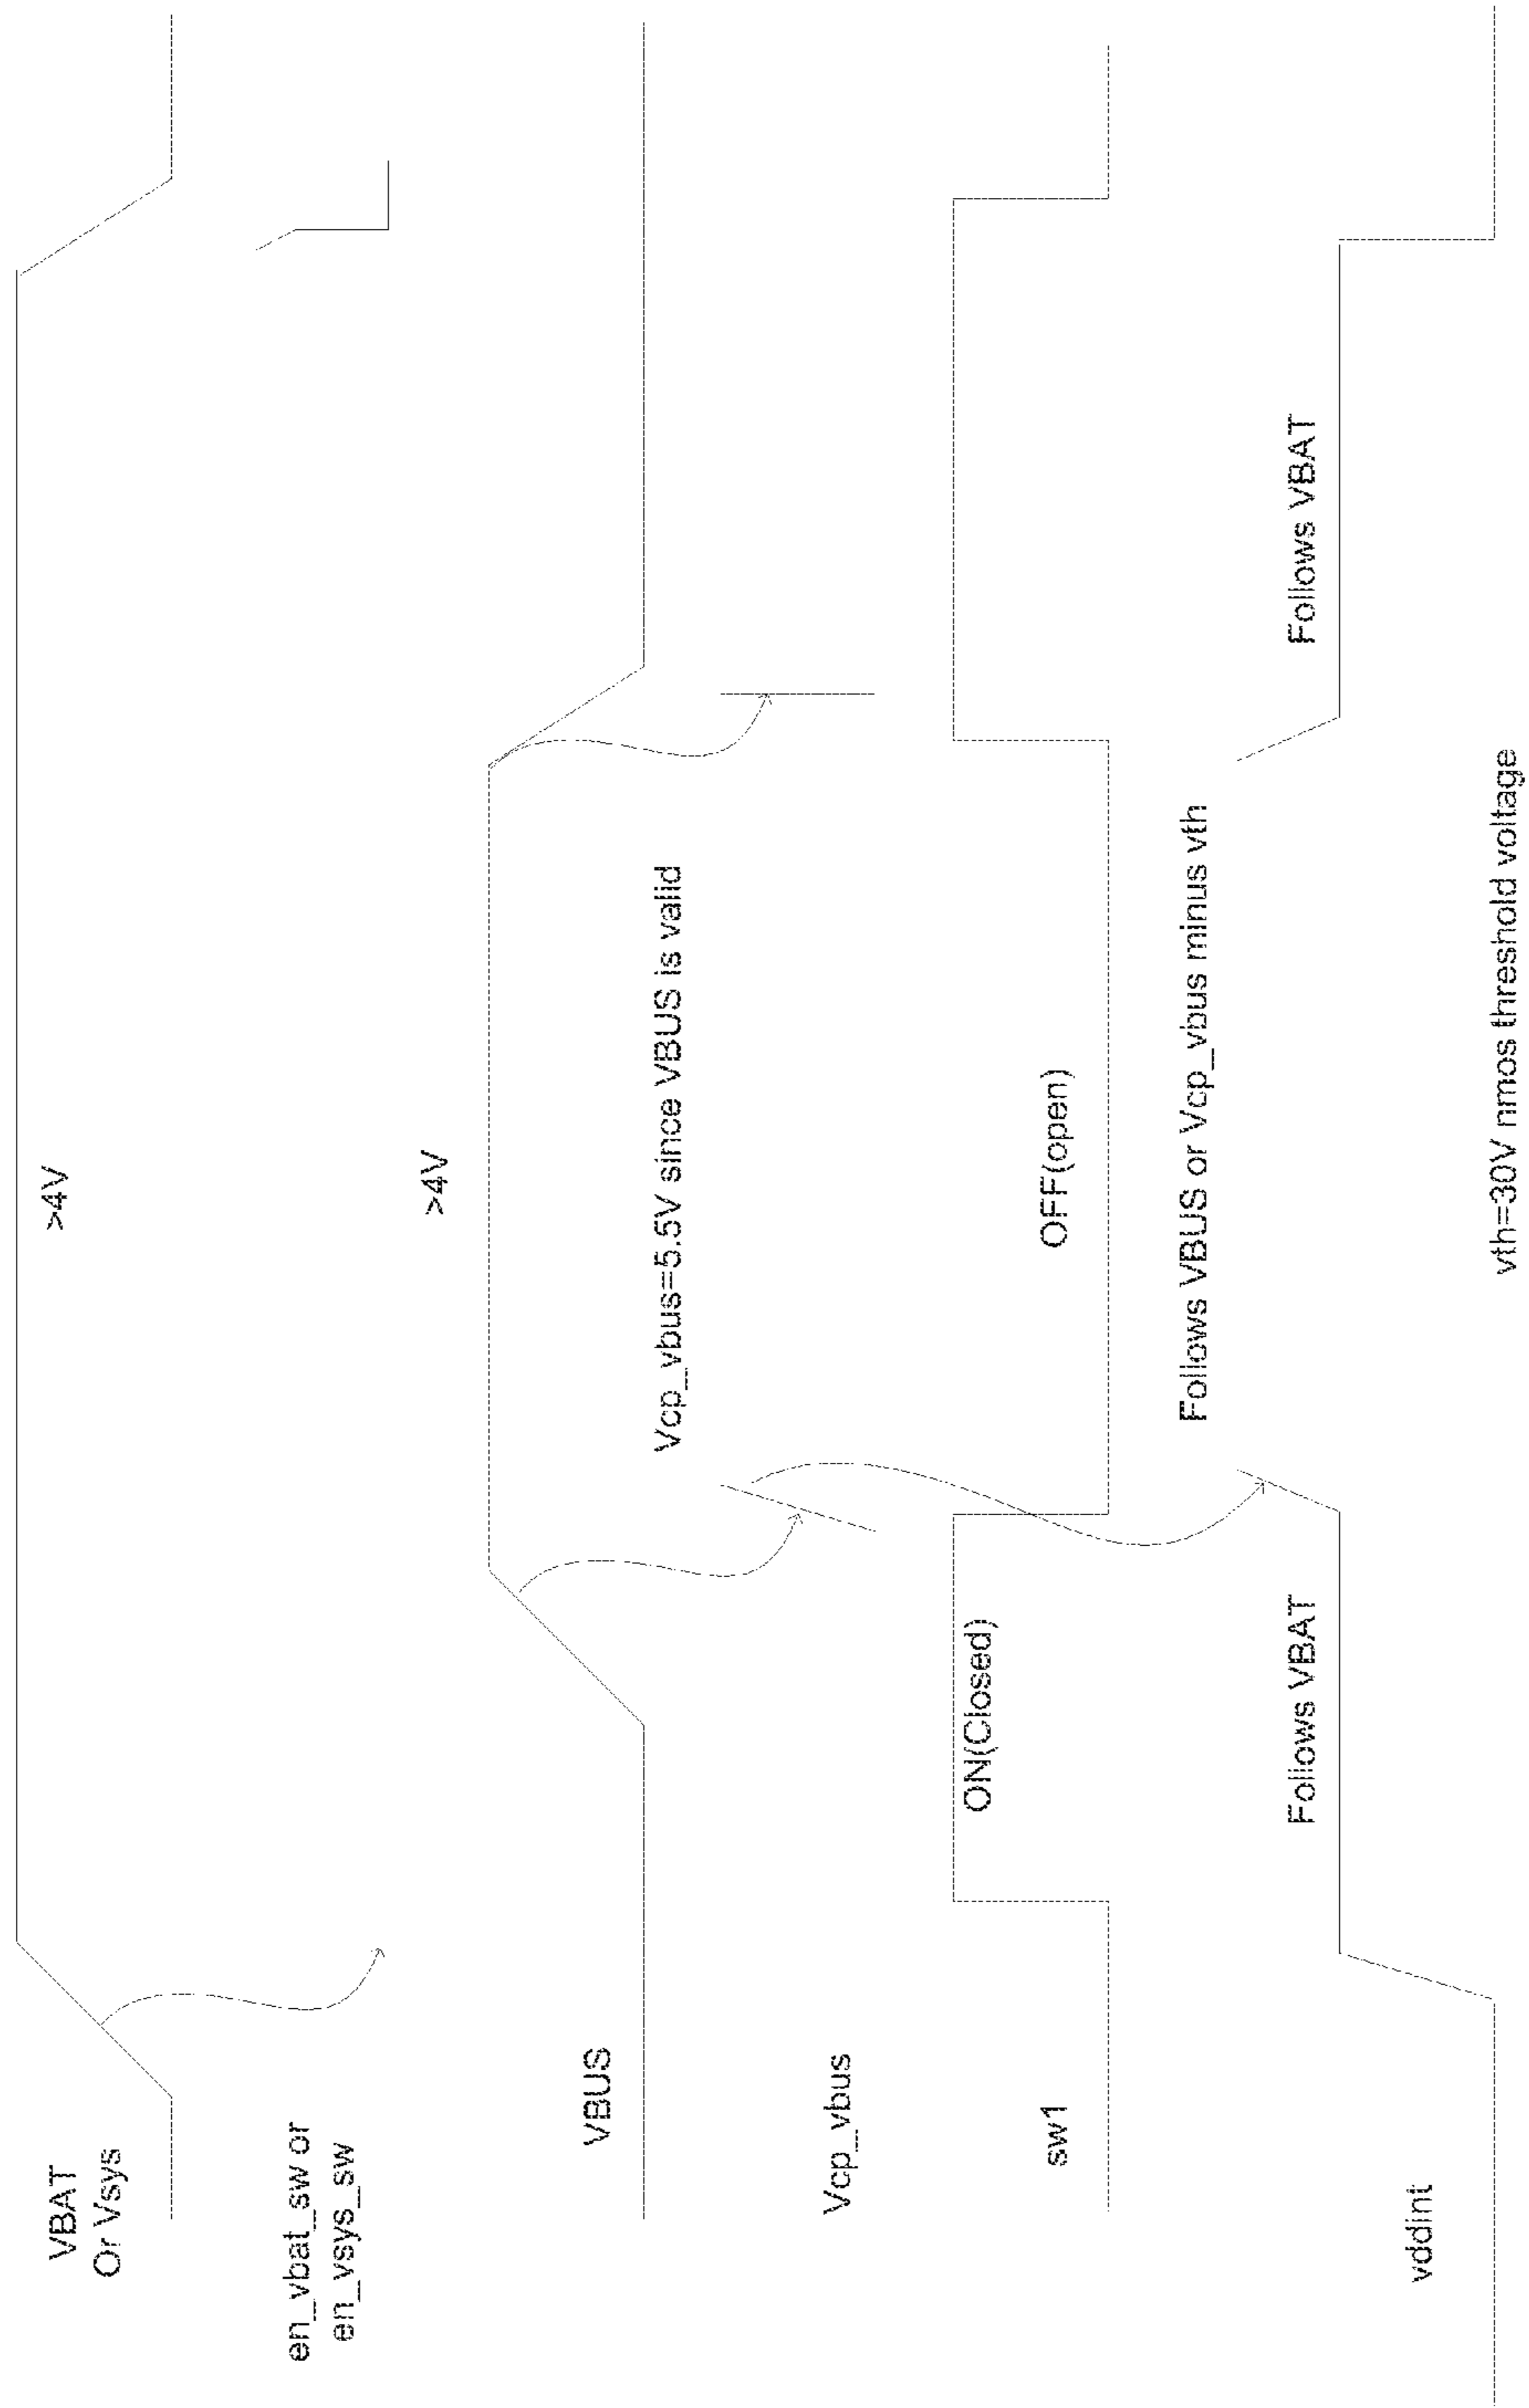 VBAT
Or Vsys
>4V
en_vbat_sw or
en_vsys_sw
>4V
VBUS
Vcp_vbus=5.5V since VBUS is valid
Vcp_vbus
ON(Closed)
OFF(open)
sw1
Follows VBUS or Vcp_vbus minus vth
Follows VBAT
Follows VBAT
vddint
vth=30V nmos threshold voltage